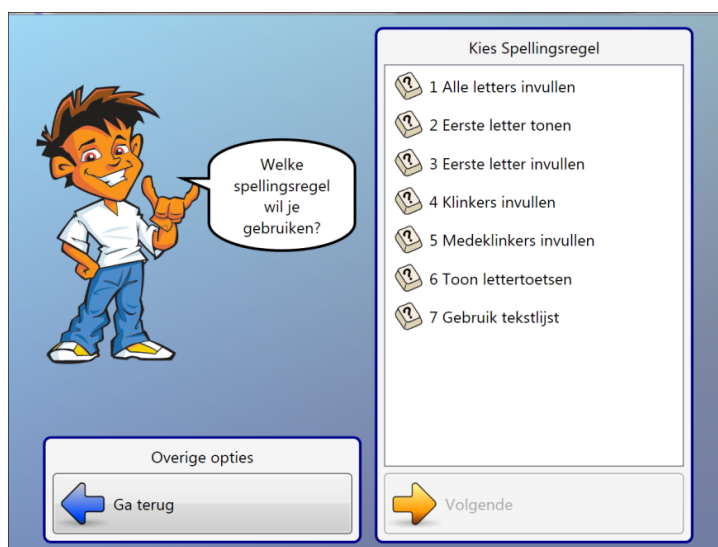 Welke
spellingsregel
wil je
gebruiken?
Kies Spellingsregel
1 Alle letters invullen
2 Eerste letter tonen
3 Eerste letter invullen
4 Klinkers invullen
5 Medeklinkers invullen
6 Toon lettertoetsen
7 Gebruik tekstlijst
Overige opties
Ga terug
Volgende